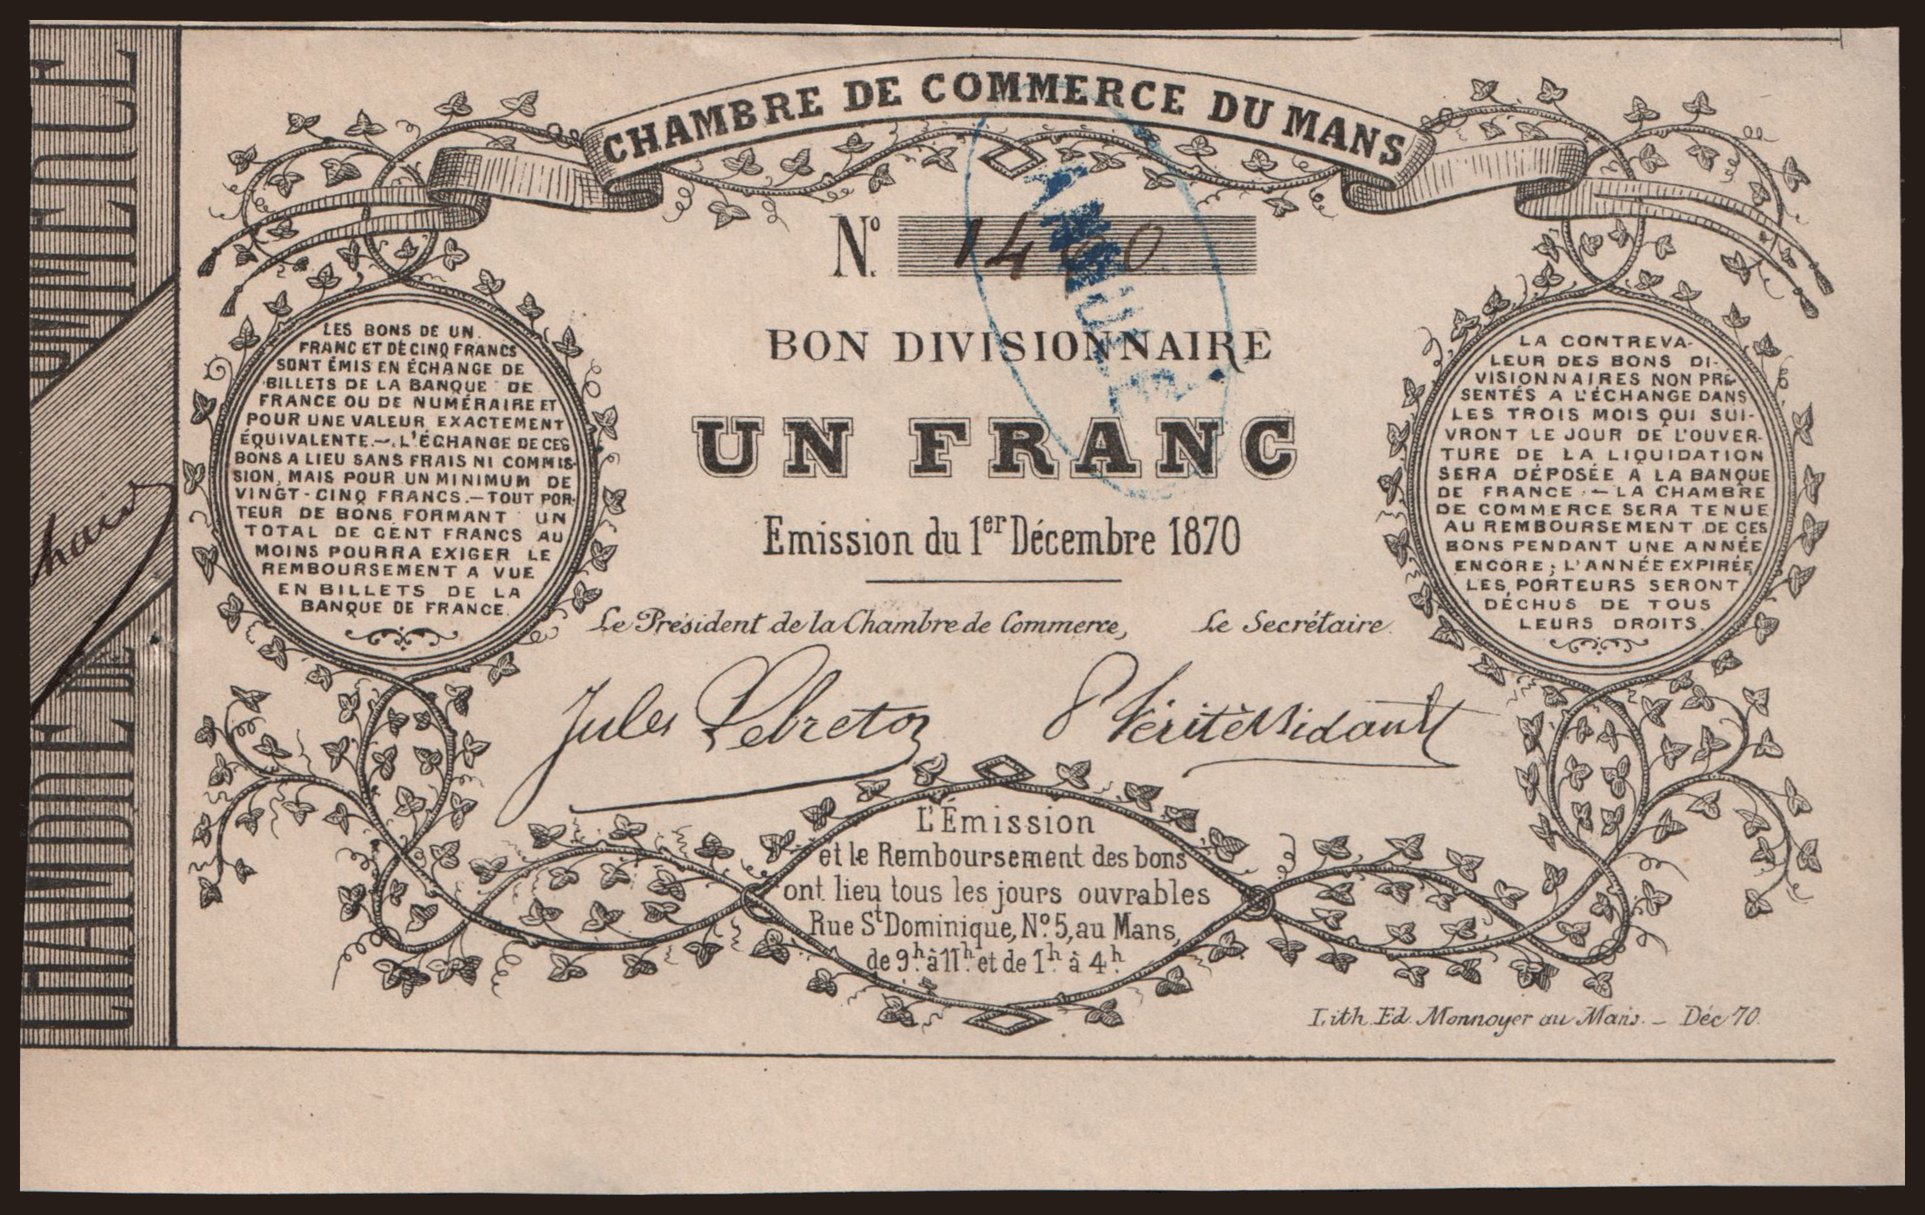 CHAMBRE DE COMMERCE DU MANS
No.
BON DIVISIONNAIRE
UN FRANC
Emission du 1er Décembre 1870
Le Président de la Chambre de Commerce,
Le Secrétaire.
Jules Lebreton
LES BONS DE UN
FRANC ET DE CINQ FRANCS
SONT ÉMIS EN ÉCHANGE DE
BILLETS DE LA BANQUE DE
FRANCE OU DE NUMÉRAIRE ET
POUR UNE VALEUR EXACTEMENT
ÉQUIVALENTE.—L'ÉCHANGE DE CES
BONS A LIEU SANS FRAIS NI COMMIS-
SION, MAIS POUR UN MINIMUM DE
VINGT-CINQ FRANCS.—TOUT POR-
TEUR DE BONS FORMANT UN
TOTAL DE CENT FRANCS AU
MOINS POURRA EXIGER LE
REMBOURSEMENT A VUE
EN BILLETS DE LA
BANQUE DE FRANCE.
LA CONTREVA-
LEUR DES BONS DI-
VISIONNAIRES NON PRÉ-
SENTÉS A L'ÉCHANGE DANS
LES TROIS MOIS QUI SUI-
VRONT LE JOUR DE L'OUVER-
TURE DE LA LIQUIDATION
SERA DÉPOSÉE A LA BANQUE
DE FRANCE.—LA CHAMBRE
DE COMMERCE SERA TENUE
AU REMBOURSEMENT DE CES
BONS PENDANT UNE ANNÉE
ENCORE; L'ANNÉE EXPIRÉE,
LES PORTEURS SERONT
DÉCHUS DE TOUS
LEURS DROITS.
L'Émission
et le Remboursement des bons
ont lieu tous les jours ouvrables
Rue St Dominique, No. 5, au Mans,
de 9h. à 11h. et de 1h. à 4h.
Lith. Ed. Monnoyer au Mans. — Déc 70.